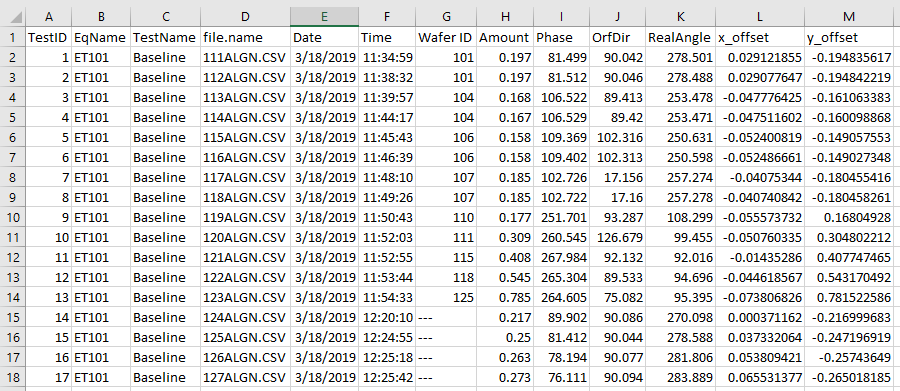 A B C D E F G H I J K L M
1 TestID EqName TestName file.name Date Time Wafer ID Amount Phase OrfDir RealAngle x_offset y_offset
2 1 ET101 Baseline 111ALGN.CSV 3/18/2019 11:34:59 101 0.197 81.499 90.042 278.501 0.029121855 -0.194835617
3 2 ET101 Baseline 112ALGN.CSV 3/18/2019 11:38:32 101 0.197 81.512 90.046 278.488 0.029077647 -0.194842219
4 3 ET101 Baseline 113ALGN.CSV 3/18/2019 11:39:57 104 0.168 106.522 89.413 253.478 -0.047776425 -0.161063383
5 4 ET101 Baseline 114ALGN.CSV 3/18/2019 11:44:17 104 0.167 106.529 89.42 253.471 -0.047511602 -0.160098868
6 5 ET101 Baseline 115ALGN.CSV 3/18/2019 11:45:43 106 0.158 109.369 102.316 250.631 -0.052400819 -0.149057553
7 6 ET101 Baseline 116ALGN.CSV 3/18/2019 11:46:39 106 0.158 109.402 102.313 250.598 -0.052486661 -0.149027348
8 7 ET101 Baseline 117ALGN.CSV 3/18/2019 11:48:10 107 0.185 102.726 17.156 257.274 -0.04075344 -0.180455416
9 8 ET101 Baseline 118ALGN.CSV 3/18/2019 11:49:26 107 0.185 102.722 17.16 257.278 -0.040740842 -0.180458261
10 9 ET101 Baseline 119ALGN.CSV 3/18/2019 11:50:43 110 0.177 251.701 93.287 108.299 -0.055573732 0.16804928
11 10 ET101 Baseline 120ALGN.CSV 3/18/2019 11:52:03 111 0.309 260.545 126.679 99.455 -0.050760335 0.304802212
12 11 ET101 Baseline 121ALGN.CSV 3/18/2019 11:52:55 115 0.408 267.984 92.132 92.016 -0.01435286 0.407747465
13 12 ET101 Baseline 122ALGN.CSV 3/18/2019 11:53:44 118 0.545 265.304 89.533 94.696 -0.044618567 0.543170492
14 13 ET101 Baseline 123ALGN.CSV 3/18/2019 11:54:33 125 0.785 264.605 75.082 95.395 -0.073806826 0.781522586
15 14 ET101 Baseline 124ALGN.CSV 3/18/2019 12:20:10 --- 0.217 89.902 90.086 270.098 0.000371162 -0.216999683
16 15 ET101 Baseline 125ALGN.CSV 3/18/2019 12:24:55 --- 0.25 81.412 90.044 278.588 0.037332064 -0.247196919
17 16 ET101 Baseline 126ALGN.CSV 3/18/2019 12:25:18 --- 0.263 78.194 90.077 281.806 0.053809421 -0.25743649
18 17 ET101 Baseline 127ALGN.CSV 3/18/2019 12:25:42 --- 0.273 76.111 90.094 283.889 0.065531377 -0.265018185